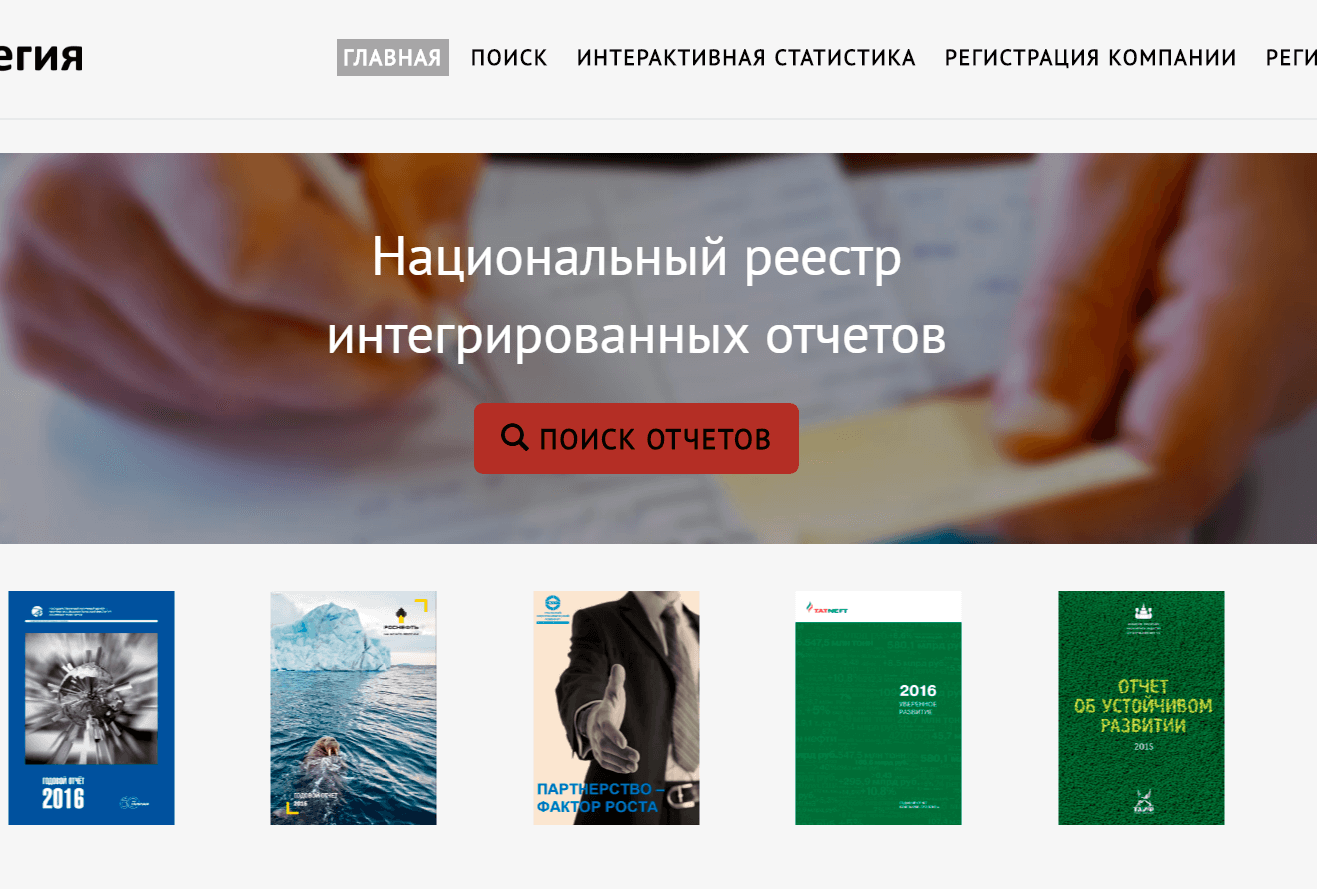 егия
ГЛАВНАЯ ПОИСК ИНТЕРАКТИВНАЯ СТАТИСТИКА РЕГИСТРАЦИЯ КОМПАНИИ РЕГИ
Национальный реестр
интегрированных отчетов
ПОИСК ОТЧЕТОВ
ГОДОВОЙ ОТЧЁТ
2016
РОСНЕФТЬ
ГОДОВОЙ ОТЧЕТ
2016
ПАРТНЕРСТВО –
ФАКТОР РОСТА
TATNEFT
2016
УВЕРЕННОЕ
РАЗВИТИЕ
ОТЧЕТ
ОБ УСТОЙЧИВОМ
РАЗВИТИИ
2015